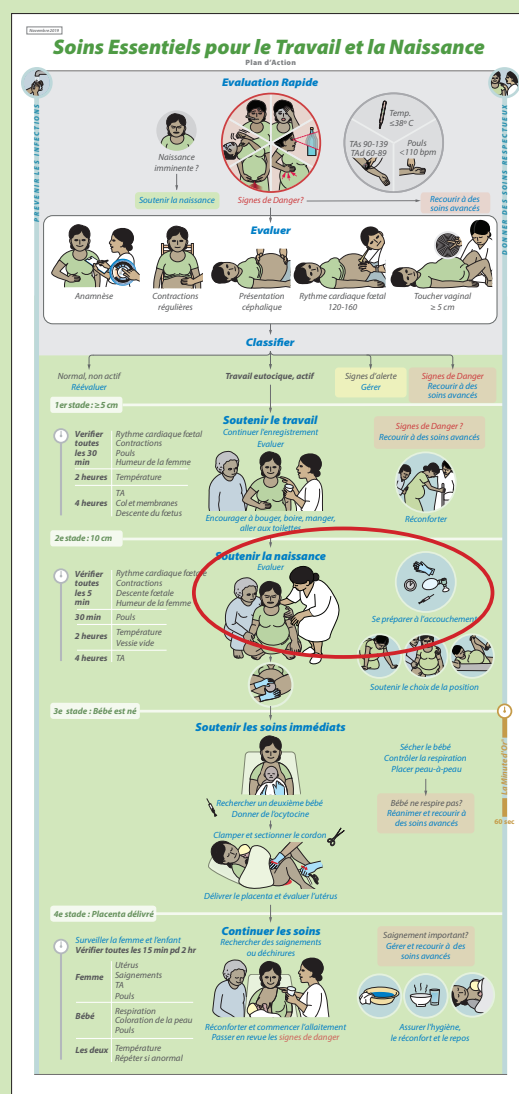 Novembre 2019
Soins Essentiels pour le Travail et la Naissance
Plan d'Action
PREVENIR LES INFECTIONS
DONNER DES SOINS RESPECTUEUX
Evaluation Rapide
Naissance
imminente ?
Temp.
≤38º C
TAs 90-139
TAd 60-89
Pouls
<110 bpm
Soutenir la naissance
Signes de Danger?
Recourir à des
soins avancés
Evaluer
Anamnèse
Contractions
régulières
Présentation
céphalique
Rythme cardiaque fœtal
120-160
Toucher vaginal
≥ 5 cm
Classifier
Normal, non actif
Réévaluer
Travail eutocique, actif
Signes d'alerte
Gérer
Signes de Danger
Recourir à des
soins avancés
1er stade : ≥ 5 cm
Soutenir le travail
Continuer l'enregistrement
Evaluer
Verifier
toutes
les 30
min
Rythme cardiaque fœtal
Contractions
Pouls
Humeur de la femme
2 heures
Température
4 heures
TA
Col et membranes
Descente du fœtus
Encourager à bouger, boire, manger,
aller aux toilettes
Signes de Danger ?
Recourir à des soins avancés
Réconforter
2e stade : 10 cm
Soutenir la naissance
Evaluer
Vérifier
toutes
les 5
min
Rythme cardiaque fœtale
Contractions
Descente fœtale
Humeur de la femme
30 min
Pouls
2 heures
Température
Vessie vide
4 heures
TA
Se préparer à l'accouchement
Soutenir le choix de la position
3e stade : Bébé est né
Soutenir les soins immédiats
Rechercher un deuxième bébé
Donner de l'ocytocine
Clamper et sectionner le cordon
Délivrer le placenta et évaluer l'utérus
Sécher le bébé
Contrôler la respiration
Placer peau-à-peau
Bébé ne respire pas?
Réanimer et recourir à
des soins avancés
La Minute d'Or
60 sec
4e stade : Placenta délivré
Continuer les soins
Rechercher des saignements
ou déchirures
Surveiller la femme et l'enfant
Vérifier toutes les 15 min pd 2 hr
Femme
Utérus
Saignements
TA
Pouls
Bébé
Respiration
Coloration de la peau
Pouls
Les deux
Température
Répéter si anormal
Réconforter et commencer l'allaitement
Passer en revue les signes de danger
Saignement important?
Gérer et recourir à des
soins avancés
Assurer l'hygiène,
le réconfort et le repos